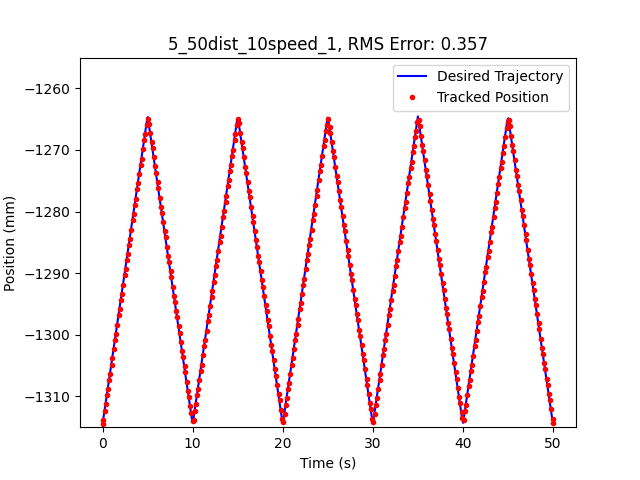 5_50dist_10speed_1, RMS Error: 0.357
Desired Trajectory
Tracked Position
Position (mm)
−1260
−1270
−1280
−1290
−1300
−1310
0 10 20 30 40 50
Time (s)